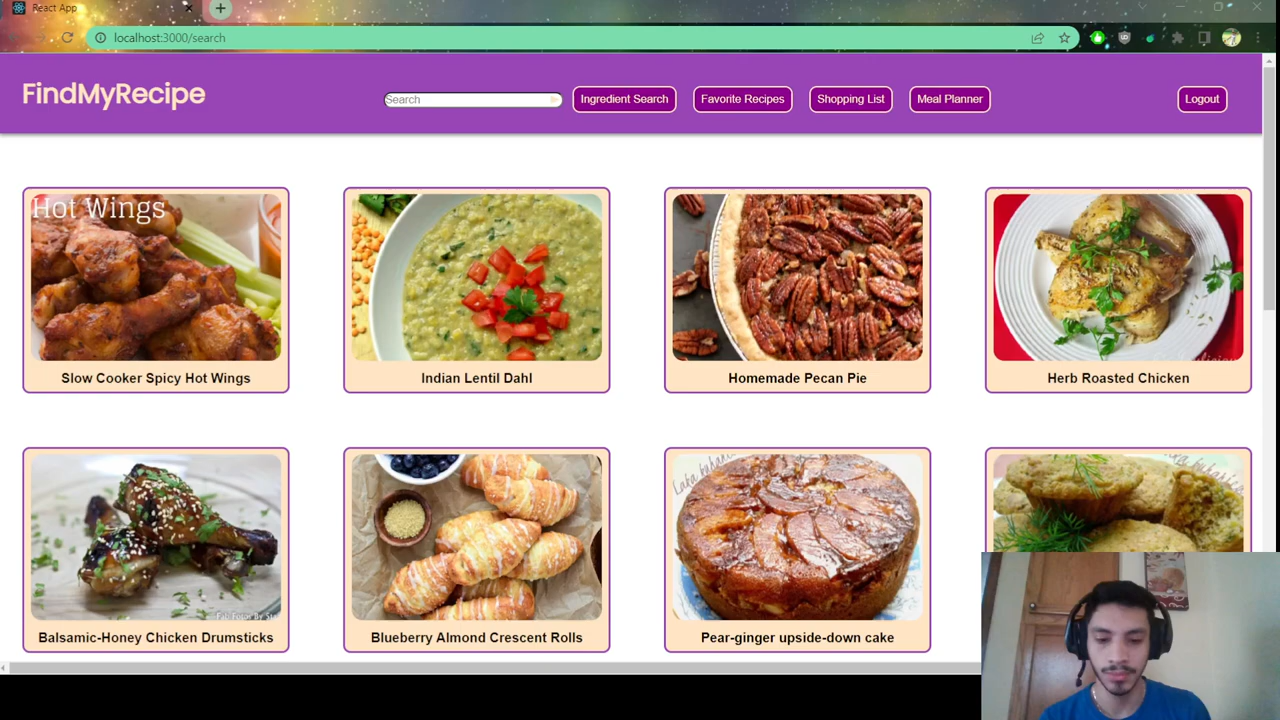 React App
localhost:3000/search
FindMyRecipe
Search
Ingredient Search
Favorite Recipes
Shopping List
Meal Planner
Logout
Hot Wings
Slow Cooker Spicy Hot Wings
Indian Lentil Dahl
Homemade Pecan Pie
Herb Roasted Chicken
Balsamic-Honey Chicken Drumsticks
Blueberry Almond Crescent Rolls
Pear-ginger upside-down cake